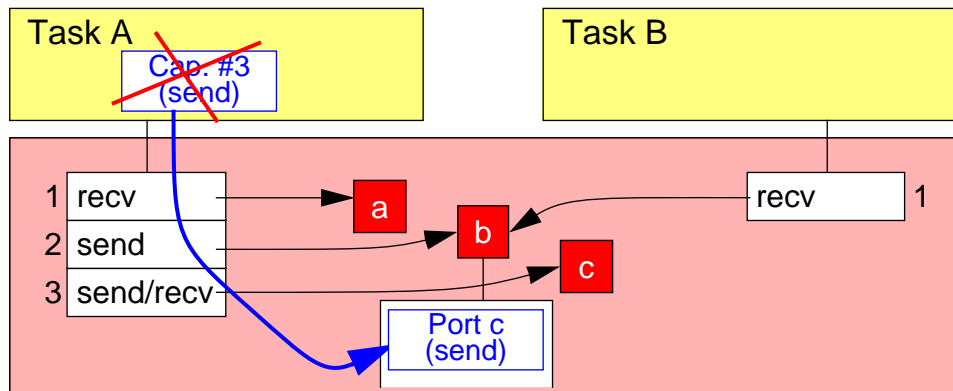 Task A
Task B
Cap. #3
(send)
1 recv
a
recv 1
2 send
b
c
3 send/recv
Port c
(send)